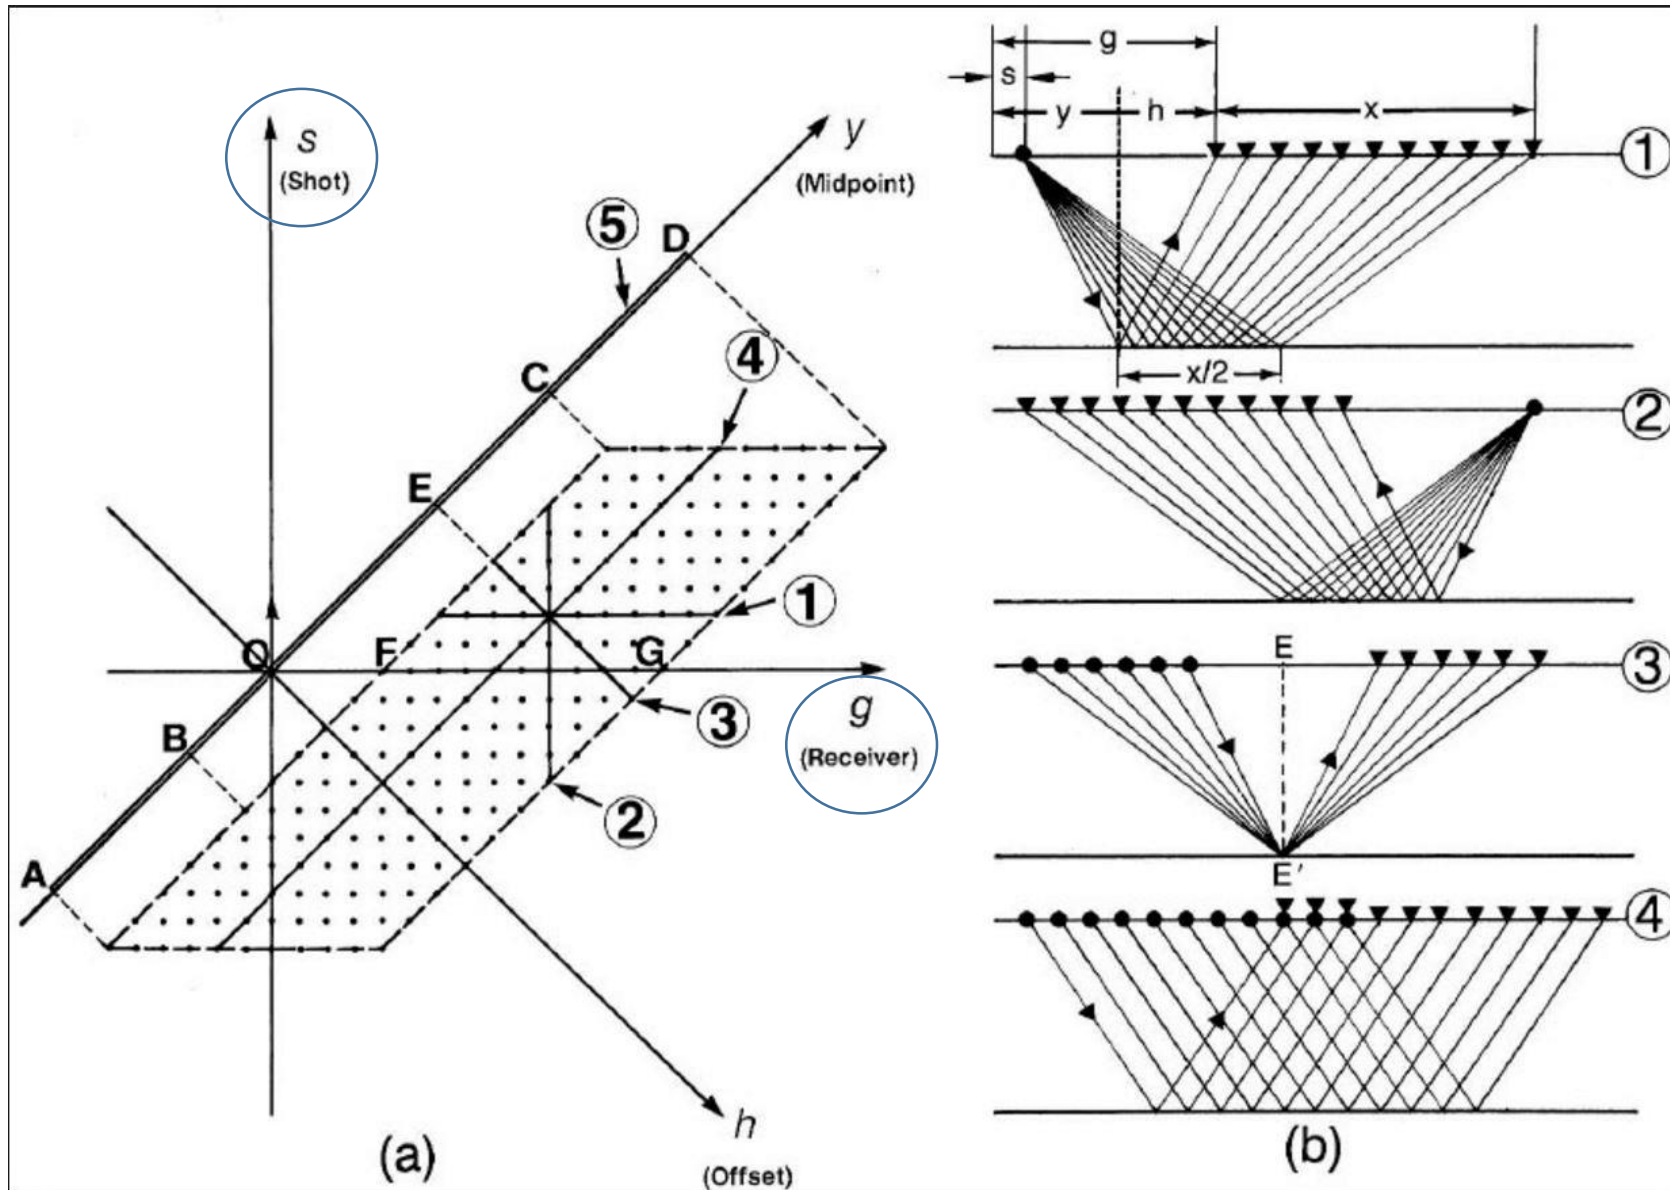 S
(Shot)
y
(Midpoint)
5
D
4
C
E
1
O
F
G
g
(Receiver)
3
B
2
A
h
(Offset)
(a)
g
s
y
h
x
1
x/2
2
E
3
E'
4
(b)